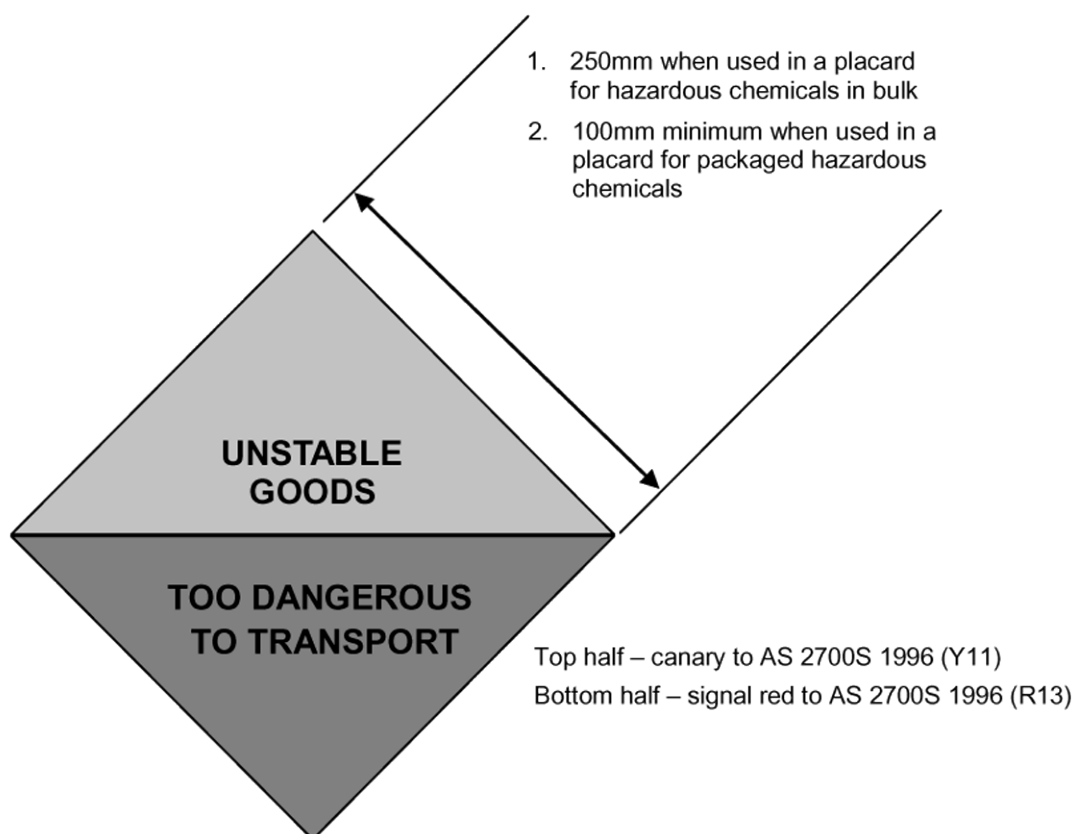 1. 250mm when used in a placard
for hazardous chemicals in bulk
2. 100mm minimum when used in a
placard for packaged hazardous
chemicals
UNSTABLE
GOODS
TOO DANGEROUS
TO TRANSPORT
Top half – canary to AS 2700S 1996 (Y11)
Bottom half – signal red to AS 2700S 1996 (R13)